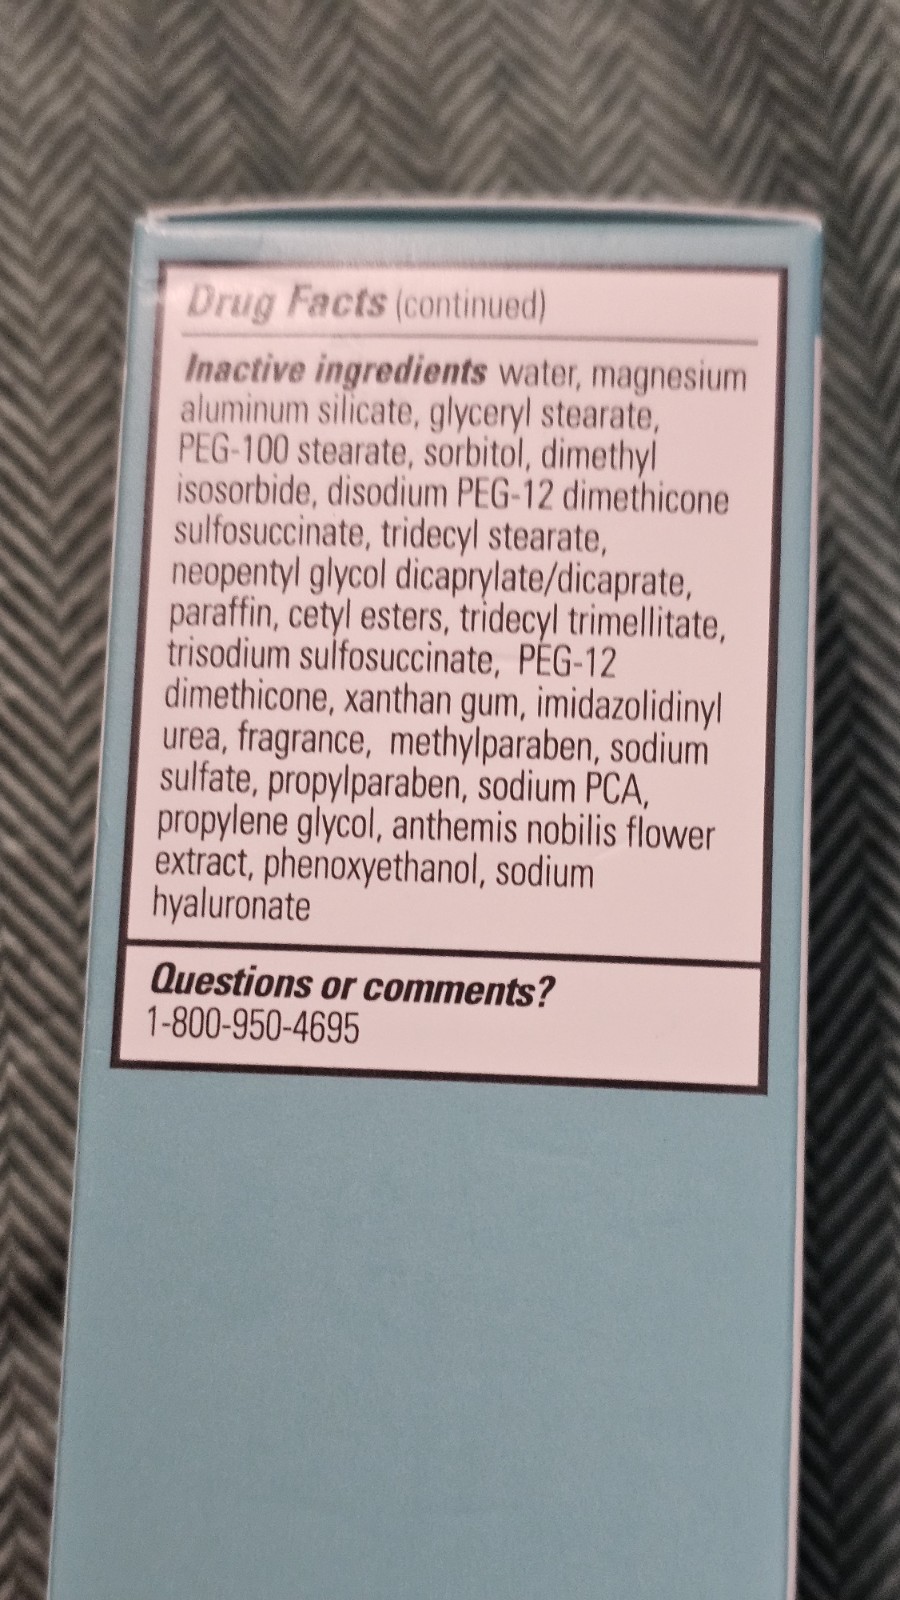 Drug Facts (continued)
Inactive ingredients water, magnesium
aluminum silicate, glyceryl stearate,
PEG-100 stearate, sorbitol, dimethyl
isosorbide, disodium PEG-12 dimethicone
sulfosuccinate, tridecyl stearate,
neopentyl glycol dicaprylate/dicaprate,
paraffin, cetyl esters, tridecyl trimellitate,
trisodium sulfosuccinate, PEG-12
dimethicone, xanthan gum, imidazolidinyl
urea, fragrance, methylparaben, sodium
sulfate, propylparaben, sodium PCA,
propylene glycol, anthemis nobilis flower
extract, phenoxyethanol, sodium
hyaluronate
Questions or comments?
1-800-950-4695